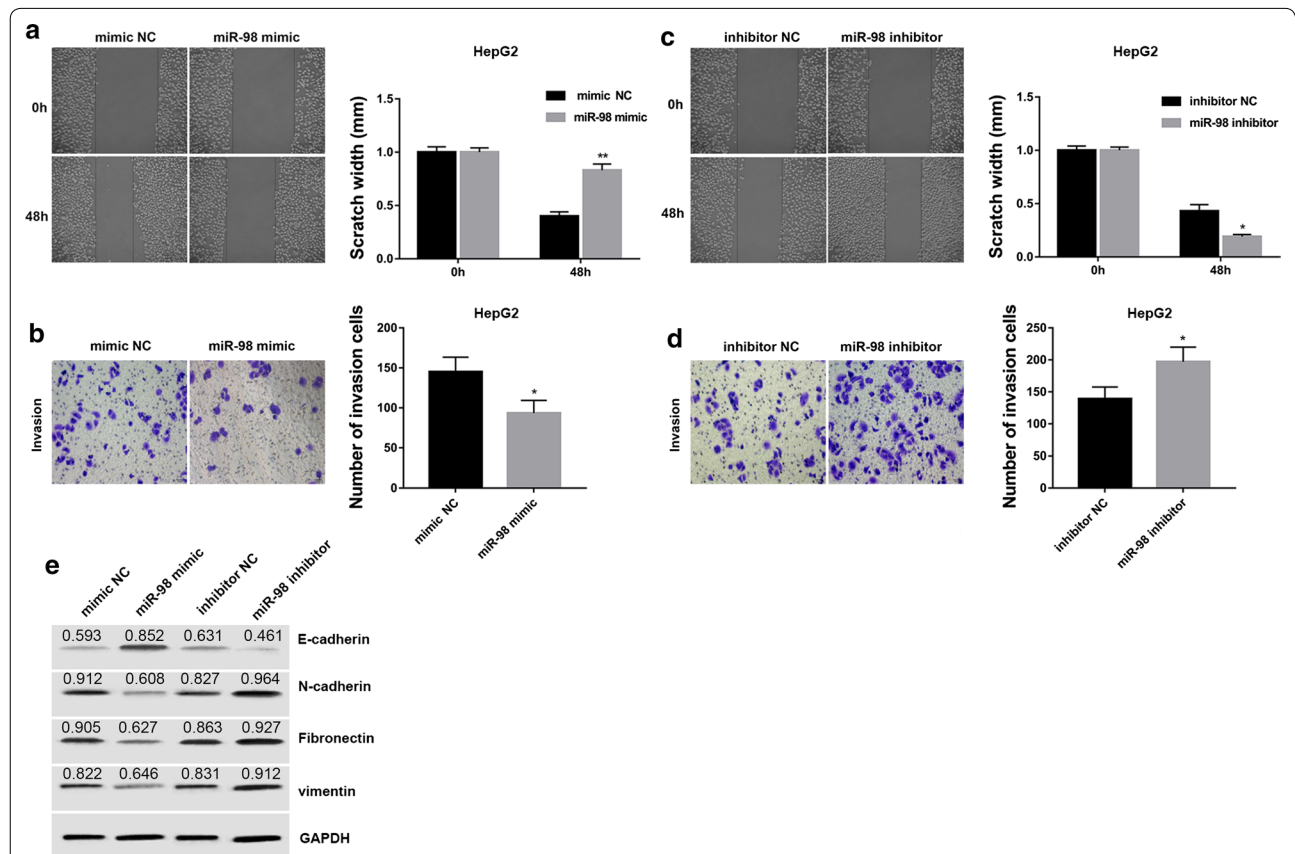 a
mimic NC miR-98 mimic
0h
48h
HepG2
mimic NC
miR-98 mimic
Scratch width (mm)
1.5
1.0
0.5
0.0
**
0h 48h
c
inhibitor NC miR-98 inhibitor
0h
48h
HepG2
inhibitor NC
miR-98 inhibitor
Scratch width (mm)
1.5
1.0
0.5
0.0
*
0h 48h
b
mimic NC miR-98 mimic
Invasion
HepG2
Number of invasion cells
200
150
100
50
0
*
mimic NC
miR-98 mimic
d
inhibitor NC miR-98 inhibitor
Invasion
HepG2
Number of invasion cells
250
200
150
100
50
0
*
inhibitor NC
miR-98 inhibitor
e
mimic NC miR-98 mimic inhibitor NC miR-98 inhibitor
0.593 0.852 0.631 0.461 E-cadherin
0.912 0.608 0.827 0.964 N-cadherin
0.905 0.627 0.863 0.927 Fibronectin
0.822 0.646 0.831 0.912 vimentin
GAPDH